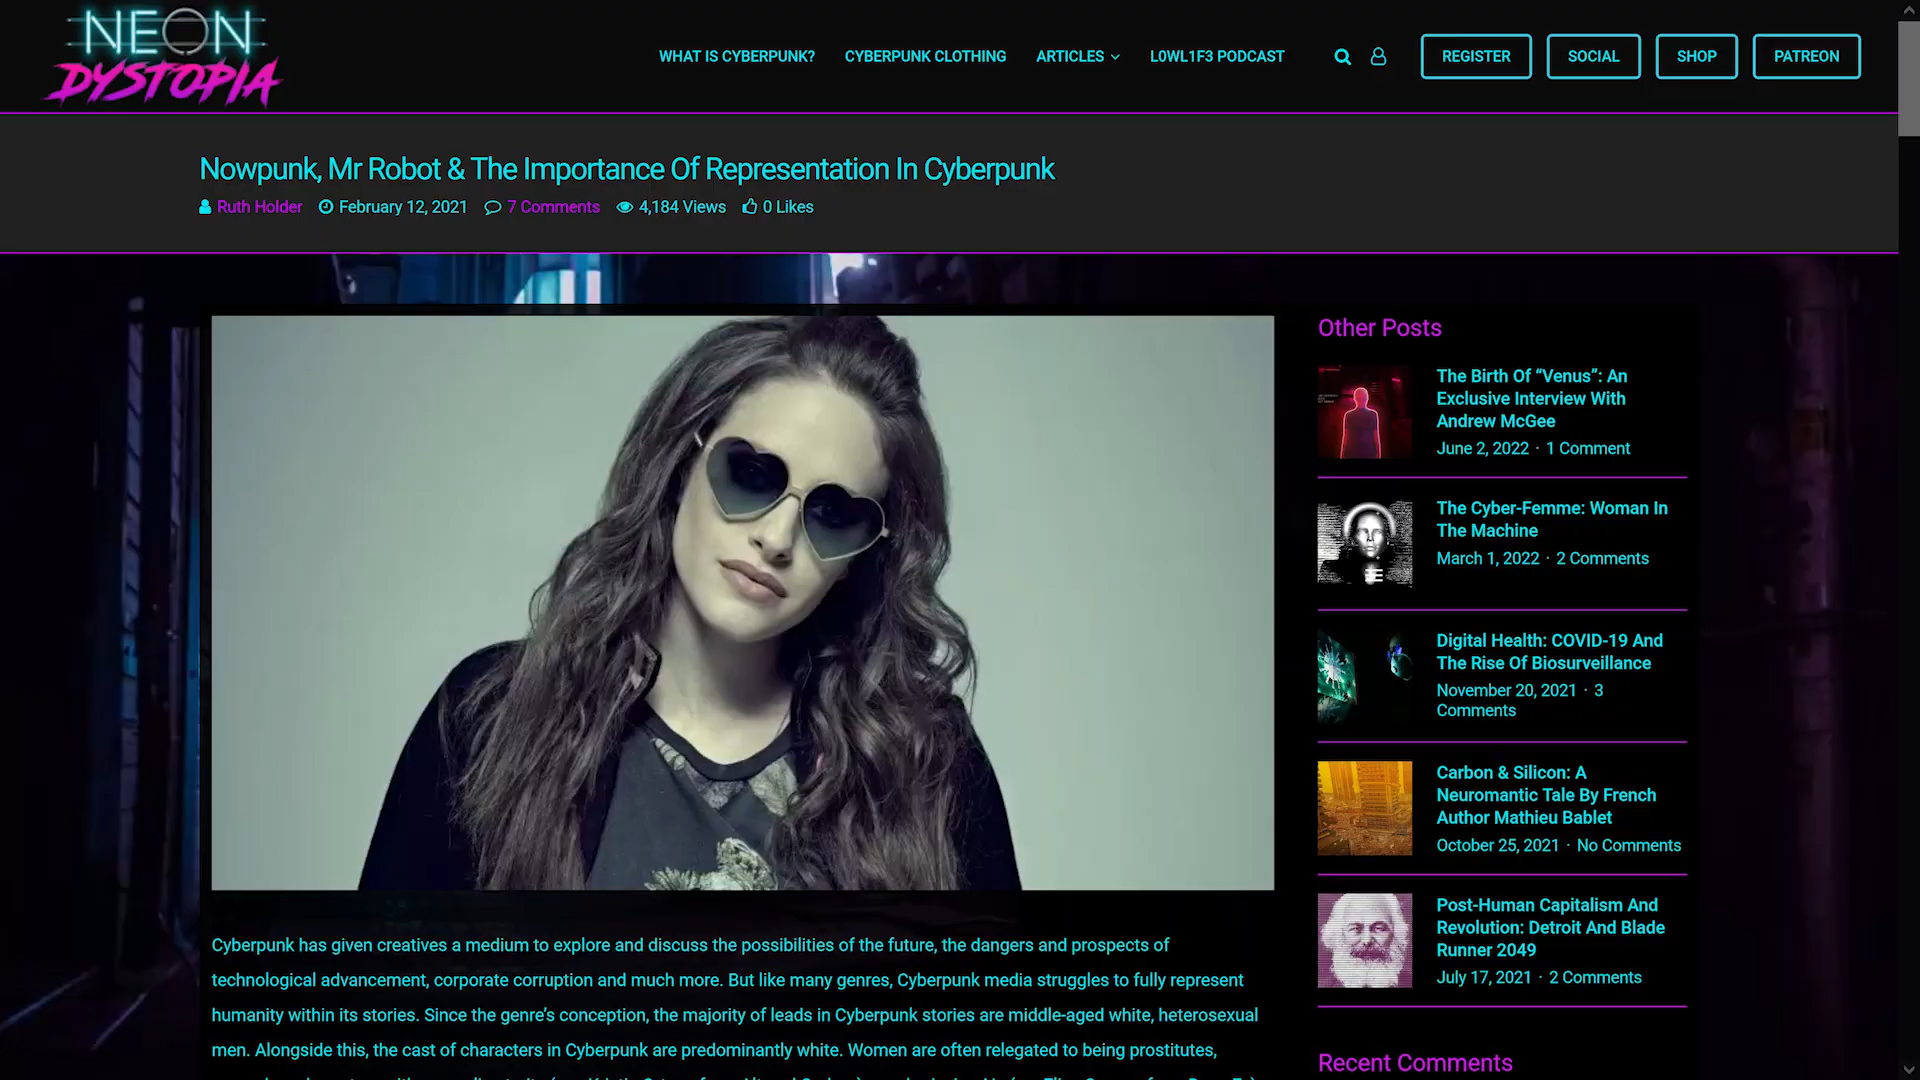 NEON
DYSTOPIA
WHAT IS CYBERPUNK?
CYBERPUNK CLOTHING
ARTICLES
L0WL1F3 PODCAST
REGISTER
SOCIAL
SHOP
PATREON
Nowpunk, Mr Robot & The Importance Of Representation In Cyberpunk
Ruth Holder February 12, 2021 7 Comments 4,184 Views 0 Likes
Cyberpunk has given creatives a medium to explore and discuss the possibilities of the future, the dangers and prospects of
technological advancement, corporate corruption and much more. But like many genres, Cyberpunk media struggles to fully represent
humanity within its stories. Since the genre's conception, the majority of leads in Cyberpunk stories are middle-aged white, heterosexual
men. Alongside this, the cast of characters in Cyberpunk are predominantly white. Women are often relegated to being prostitutes,
Other Posts
The Birth Of “Venus”: An
Exclusive Interview With
Andrew McGee
June 2, 2022 · 1 Comment
The Cyber-Femme: Woman In
The Machine
March 1, 2022 · 2 Comments
Digital Health: COVID-19 And
The Rise Of Biosurveillance
November 20, 2021 · 3
Comments
Carbon & Silicon: A
Neuromantic Tale By French
Author Mathieu Bablet
October 25, 2021 · No Comments
Post-Human Capitalism And
Revolution: Detroit And Blade
Runner 2049
July 17, 2021 · 2 Comments
Recent Comments